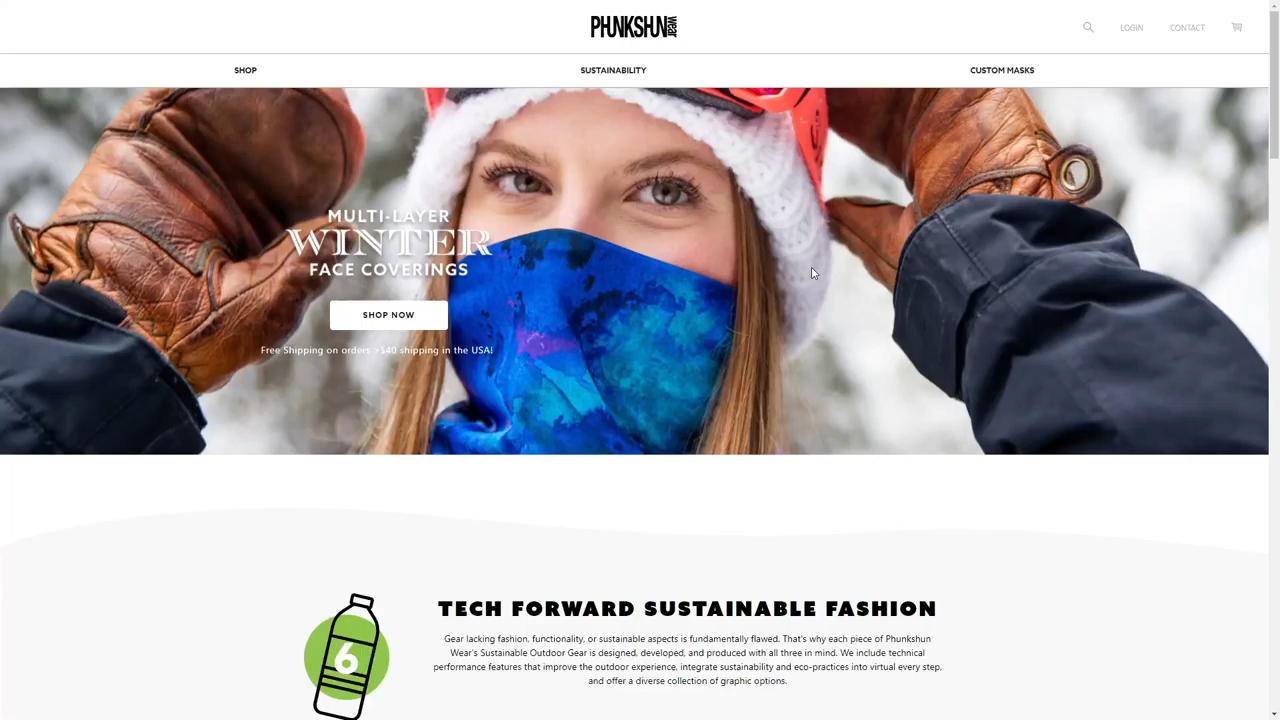 PHUNKSHUN wear
LOGIN
CONTACT
SHOP
SUSTAINABILITY
CUSTOM MASKS
MULTI-LAYER
WINTER
FACE COVERINGS
SHOP NOW
Free Shipping on orders >$40 shipping in the USA!
6
TECH FORWARD SUSTAINABLE FASHION
Gear lacking fashion, functionality, or sustainable aspects is fundamentally flawed. That's why each piece of Phunkshun
Wear's Sustainable Outdoor Gear is designed, developed, and produced with all three in mind. We include technical
performance features that improve the outdoor experience, integrate sustainability and eco-practices into virtual every step,
and offer a diverse collection of graphic options.